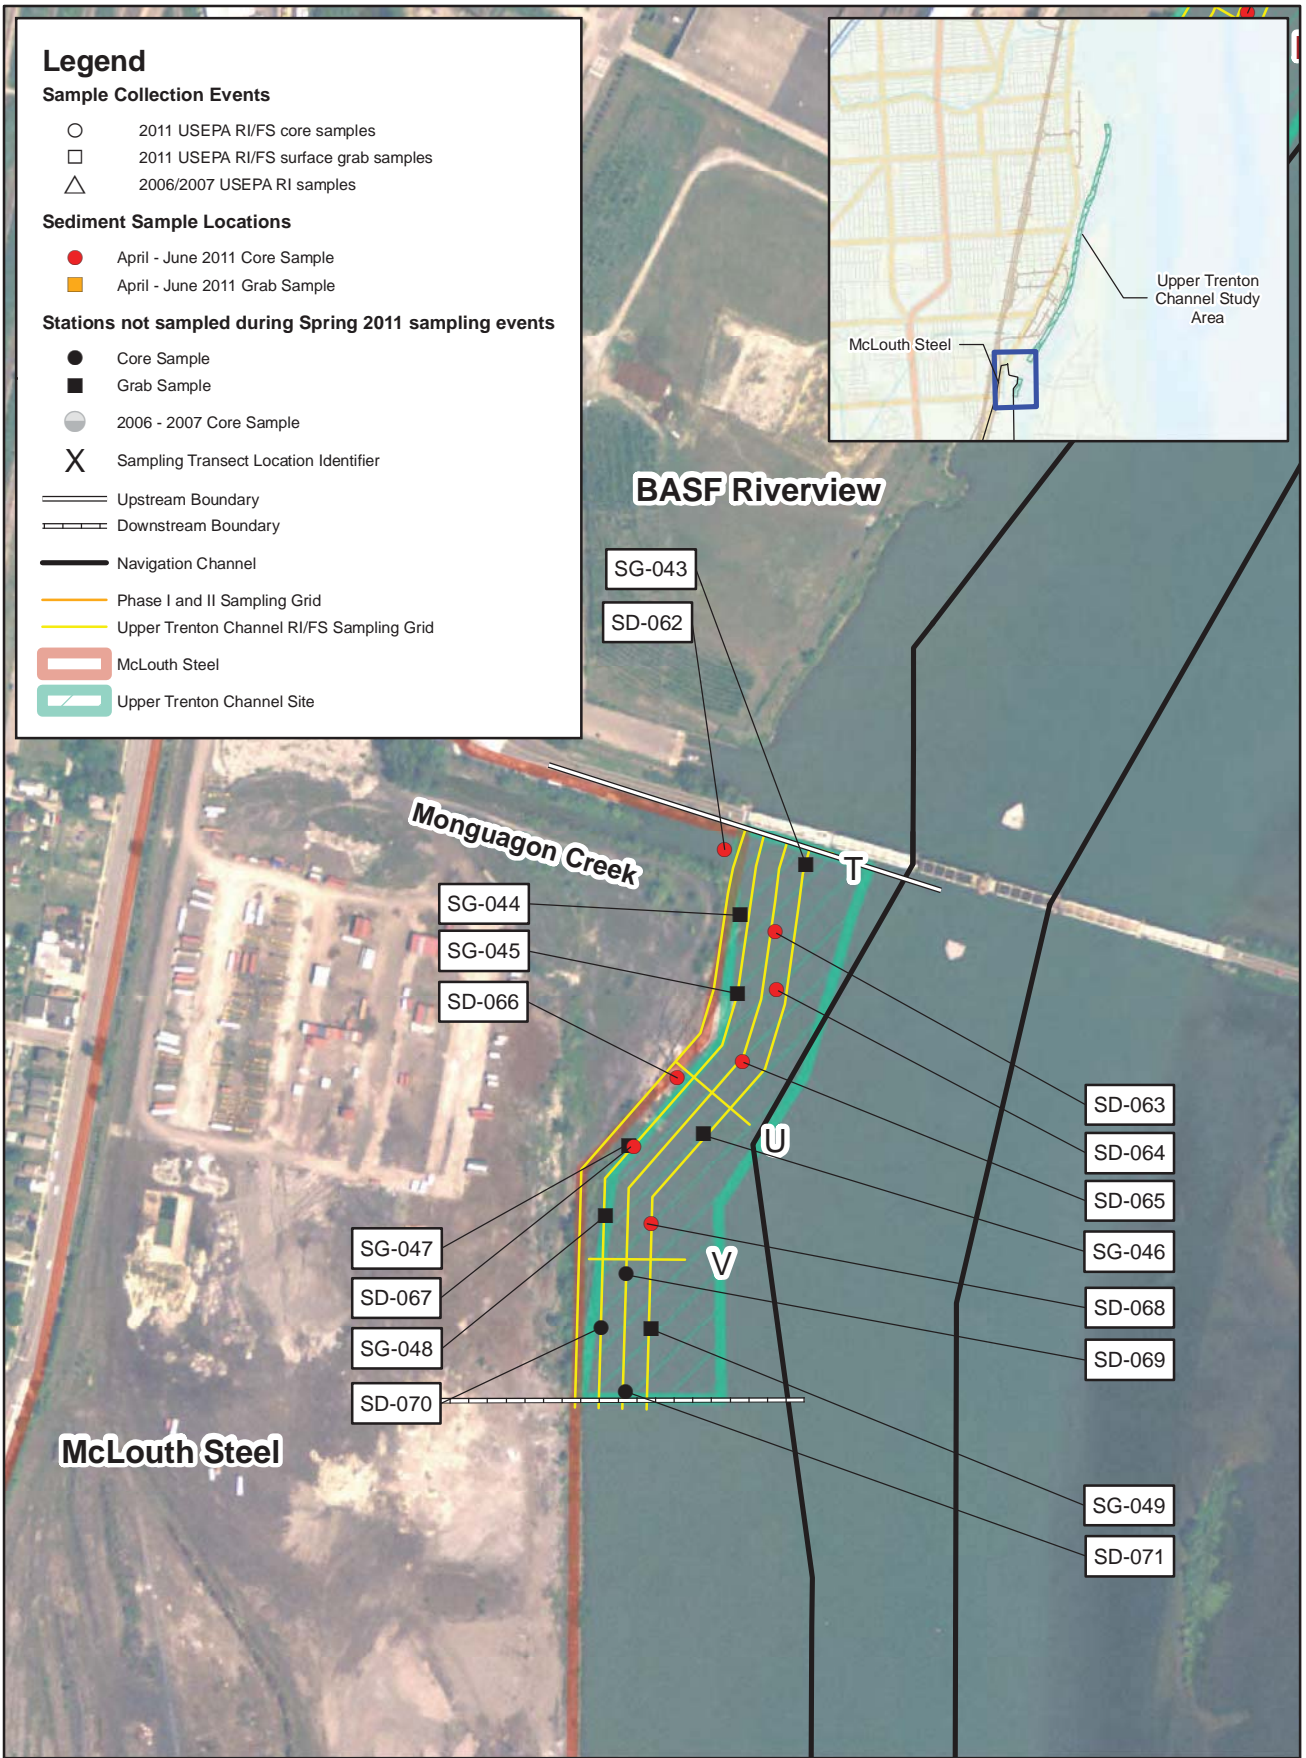 Legend
Sample Collection Events
2011 USEPA RI/FS core samples
2011 USEPA RI/FS surface grab samples
2006/2007 USEPA RI samples
Sediment Sample Locations
April - June 2011 Core Sample
April - June 2011 Grab Sample
Stations not sampled during Spring 2011 sampling events
Core Sample
Grab Sample
2006 - 2007 Core Sample
X Sampling Transect Location Identifier
Upstream Boundary
Downstream Boundary
Navigation Channel
Phase I and II Sampling Grid
Upper Trenton Channel RI/FS Sampling Grid
McLouth Steel
Upper Trenton Channel Site
Upper Trenton
Channel Study
Area
McLouth Steel
BASF Riverview
SG-043
SD-062
Monguagon Creek
T
SG-044
SG-045
SD-066
SD-063
SD-064
SD-065
SG-046
SD-068
SD-069
U
V
SG-047
SD-067
SG-048
SD-070
McLouth Steel
SG-049
SD-071